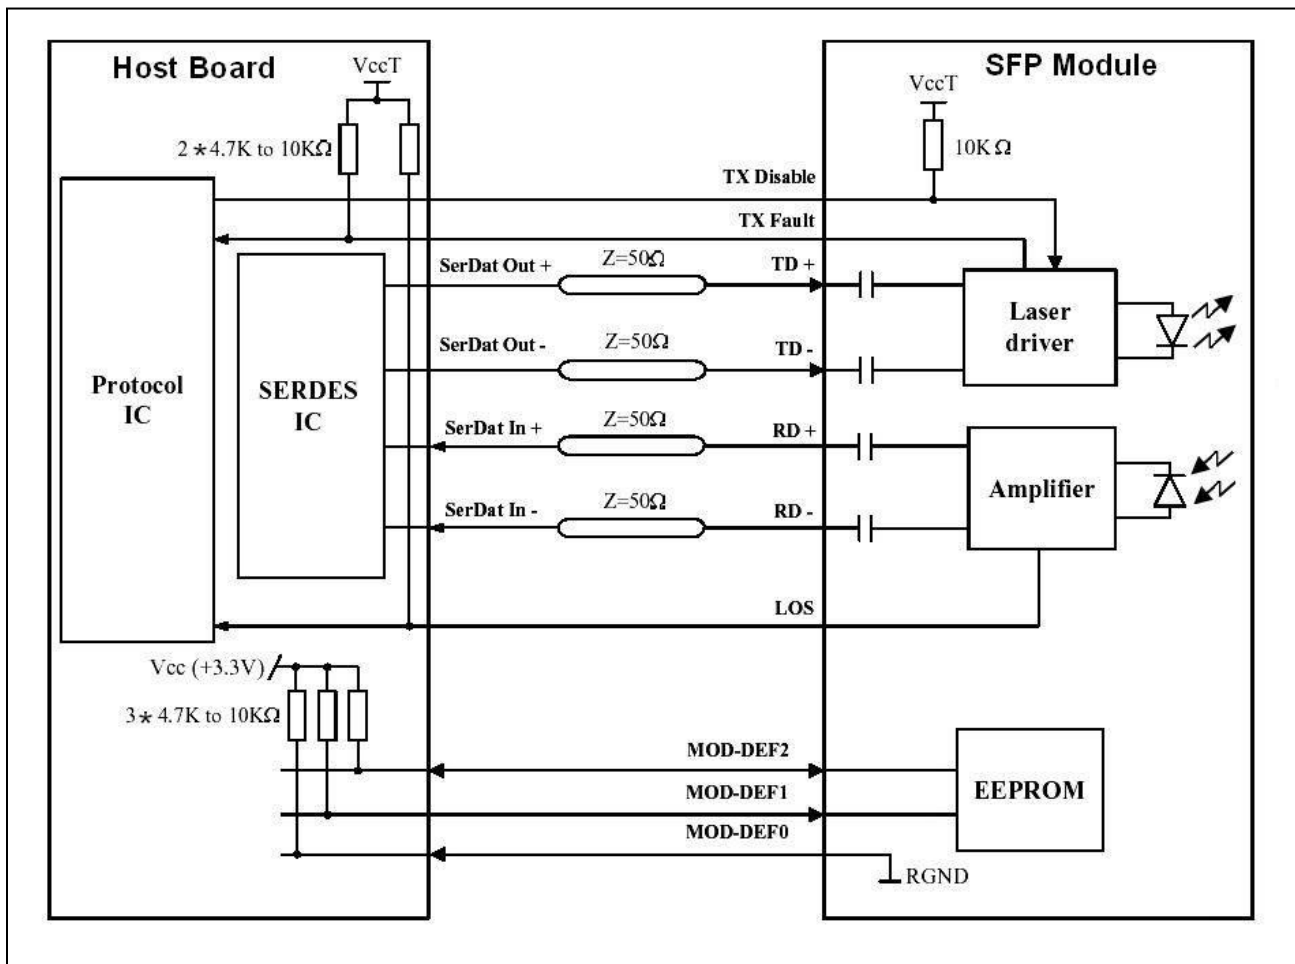 Host Board
SFP Module
VccT
VccT
2*4.7K to 10KΩ
10KΩ
TX Disable
TX Fault
SerDat Out +
Z=50Ω
TD +
SerDat Out -
Z=50Ω
TD -
Laser
driver
Protocol
IC
SERDES
IC
SerDat In +
Z=50Ω
RD +
SerDat In -
Z=50Ω
RD -
Amplifier
LOS
Vcc (+3.3V)
3* 4.7K to 10KΩ
MOD-DEF2
MOD-DEF1
MOD-DEF0
EEPROM
RGND